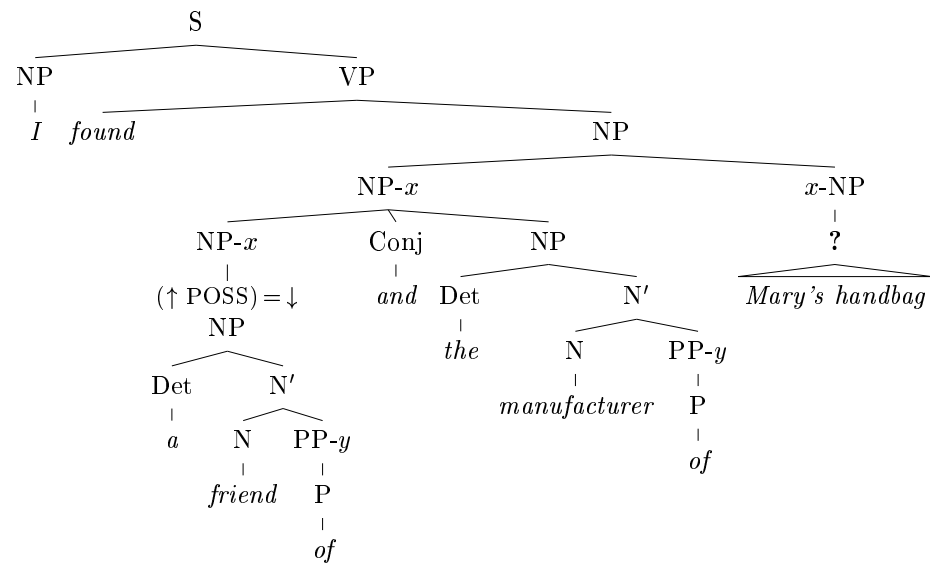 S
NP VP
I found NP
NP-x x-NP
NP-x Conj NP ?
(↑ POSS) = ↓ and Det N′ Mary's handbag
NP
the N PP-y
Det N′
manufacturer P
a N PP-y
of
friend P
of